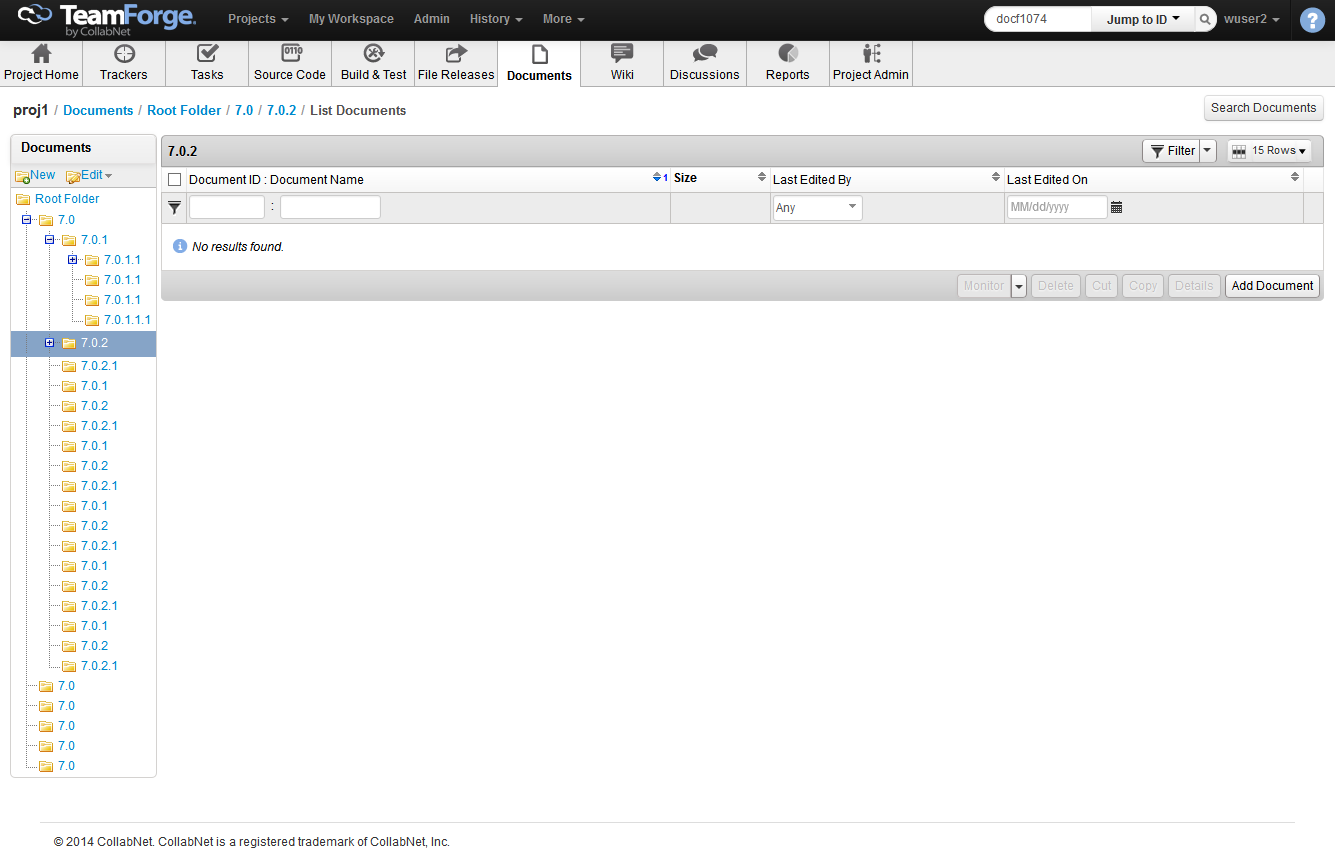 TeamForge.
by CollabNet
Projects My Workspace Admin History More docf1074 Jump to ID wuser2 ?
Project Home Trackers Tasks Source Code Build & Test File Releases Documents Wiki Discussions Reports Project Admin
proj1 / Documents / Root Folder / 7.0 / 7.0.2 / List Documents Search Documents
Documents
New Edit
Root Folder
7.0
7.0.1
7.0.1.1
7.0.1.1
7.0.1.1
7.0.1.1.1
7.0.2
7.0.2.1
7.0.1
7.0.2
7.0.2.1
7.0.1
7.0.2
7.0.2.1
7.0.1
7.0.2
7.0.2.1
7.0.1
7.0.2
7.0.2.1
7.0.1
7.0.2
7.0.2.1
7.0
7.0
7.0
7.0
7.0
7.0.2 Filter 15 Rows
Document ID : Document Name 1 Size Last Edited By Last Edited On
: Any MM/dd/yyyy
No results found.
Monitor Delete Cut Copy Details Add Document
© 2014 CollabNet. CollabNet is a registered trademark of CollabNet, Inc.